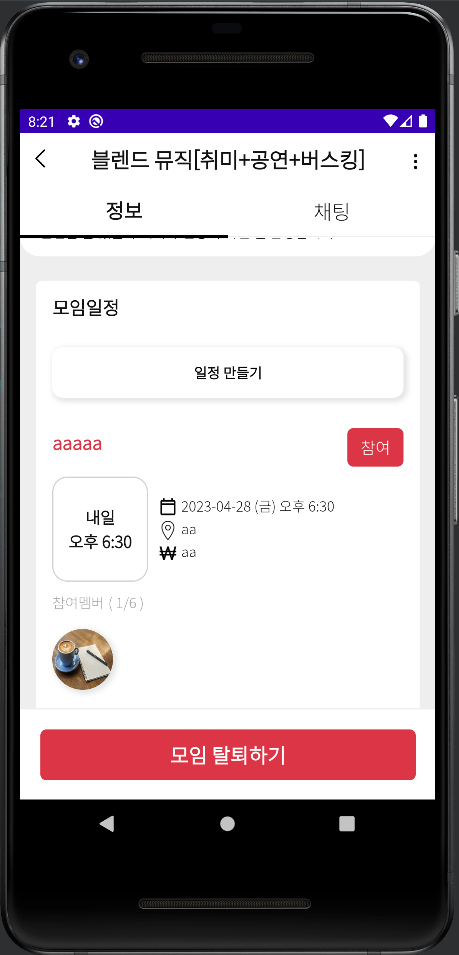 8:21
블렌드 뮤직[취미+공연+버스킹]
정보
채팅
모임일정
일정 만들기
aaaaa
참여
내일
오후 6:30
2023-04-28 (금) 오후 6:30
aa
aa
참여멤버 ( 1/6 )
모임 탈퇴하기